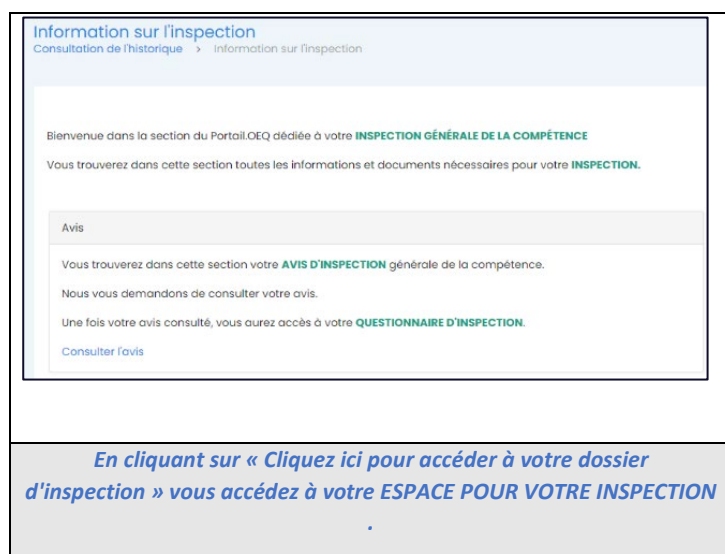 Information sur l'inspection
Consultation de l'historique > Information sur l'inspection
Bienvenue dans la section du Portail.OEQ dédiée à votre INSPECTION GÉNÉRALE DE LA COMPÉTENCE
Vous trouverez dans cette section toutes les informations et documents nécessaires pour votre INSPECTION.
Avis
Vous trouverez dans cette section votre AVIS D'INSPECTION générale de la compétence.
Nous vous demandons de consulter votre avis.
Une fois votre avis consulté, vous aurez accès à votre QUESTIONNAIRE D'INSPECTION.
Consulter l'avis
En cliquant sur « Cliquez ici pour accéder à votre dossier
d'inspection » vous accédez à votre ESPACE POUR VOTRE INSPECTION
.